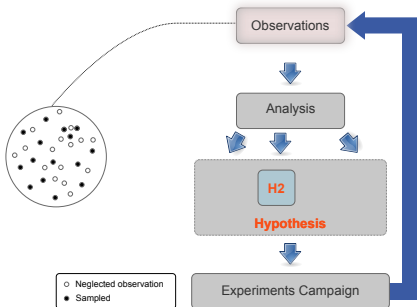 Observations
Analysis
H2
Hypothesis
Experiments Campaign
Neglected observation
Sampled